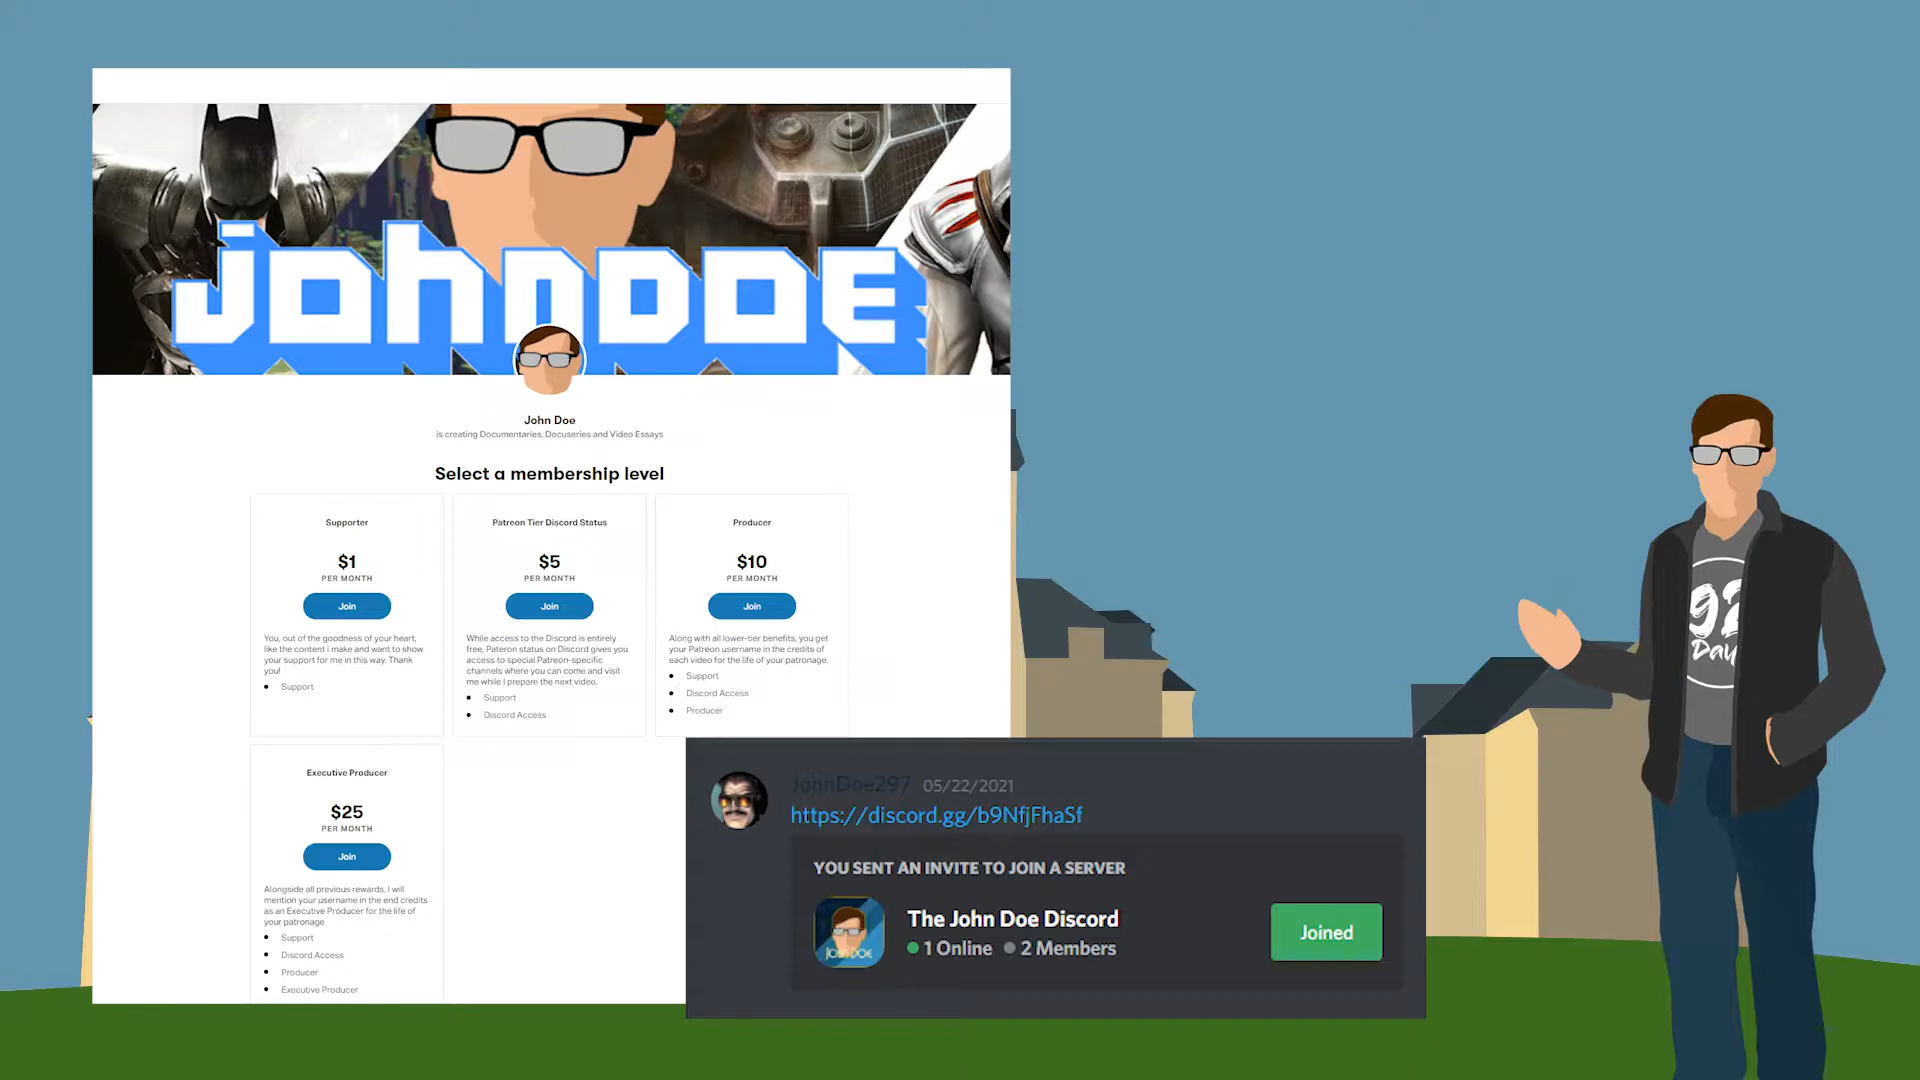 johndoe
John Doe
is creating Documentaries, Docuseries and Video Essays
Select a membership level
Supporter
$1
PER MONTH
Join
You, out of the goodness of your heart,
like the content I make and want to show
your support for me in this way. Thank
you!
Support
Patreon Tier Discord Status
$5
PER MONTH
Join
While access to the Discord is entirely
free, Pateron status on Discord gives you
access to special Patreon-specific
channels where you can come and visit
me while I prepare the next video.
Support
Discord Access
Producer
$10
PER MONTH
Join
Along with all lower-tier benefits, you get
your Patreon username in the credits of
each video for the life of your patronage.
Support
Discord Access
Producer
Executive Producer
$25
PER MONTH
Join
Alongside all previous rewards, I will
mention your username in the end credits
as an Executive Producer for the life of
your patronage
Support
Discord Access
Producer
Executive Producer
JohnDoe297 05/22/2021
https://discord.gg/b9NfjFhaSf
YOU SENT AN INVITE TO JOIN A SERVER
JOHNDOE
The John Doe Discord
1 Online 2 Members
Joined
92
Day